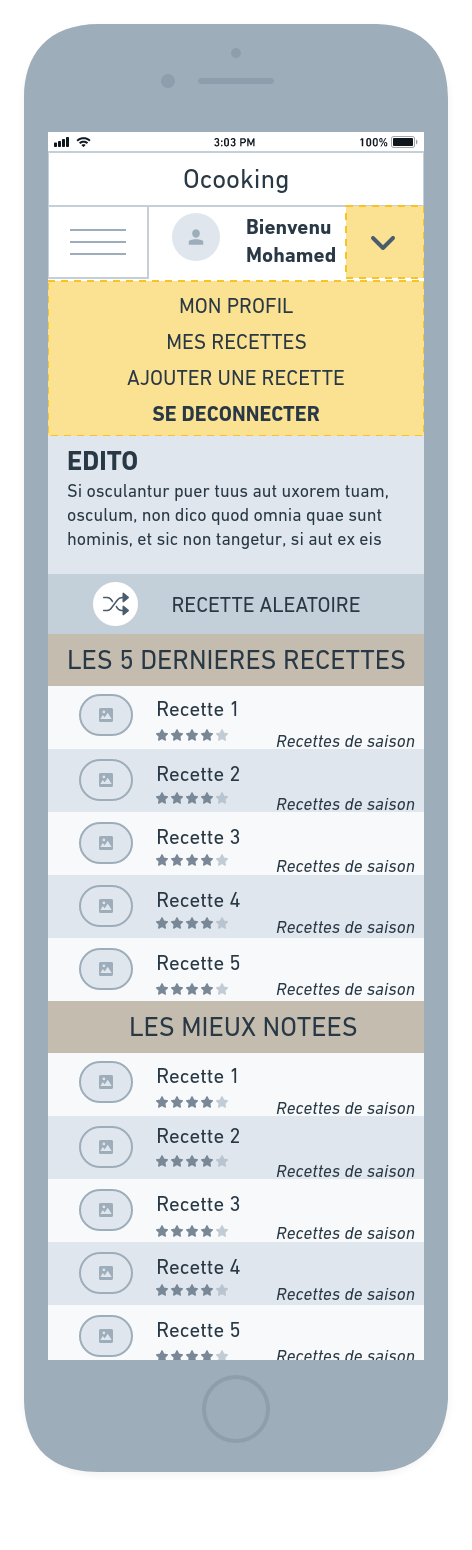 3:03 PM
100%
Ocooking
Bienvenu
Mohamed
MON PROFIL
MES RECETTES
AJOUTER UNE RECETTE
SE DECONNECTER
EDITO
Si osculantur puer tuus aut uxorem tuam,
osculum, non dico quod omnia quae sunt
hominis, et sic non tangetur, si aut ex eis
RECETTE ALEATOIRE
LES 5 DERNIERES RECETTES
Recette 1
Recettes de saison
Recette 2
Recettes de saison
Recette 3
Recettes de saison
Recette 4
Recettes de saison
Recette 5
Recettes de saison
LES MIEUX NOTEES
Recette 1
Recettes de saison
Recette 2
Recettes de saison
Recette 3
Recettes de saison
Recette 4
Recettes de saison
Recette 5
Recettes de saison